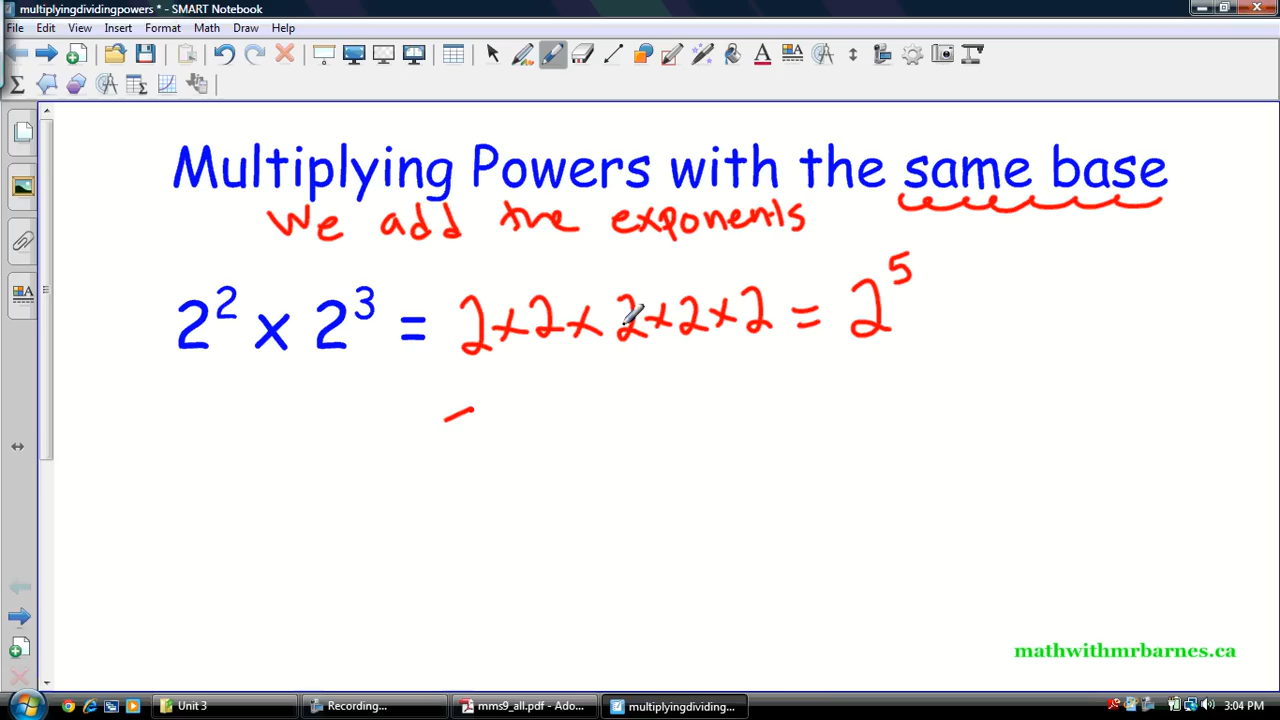 multiplyingdividingpowers * - SMART Notebook
File Edit View Insert Format Math Draw Help
Multiplying Powers with the same base
We add the exponents
2² x 2³ = 2 x 2 x 2 x 2 x 2 = 2⁵
mathwithmrbarnes.ca
Unit 3 Recording... mms9_all.pdf - Ado... multiplyingdividing... 3:04 PM